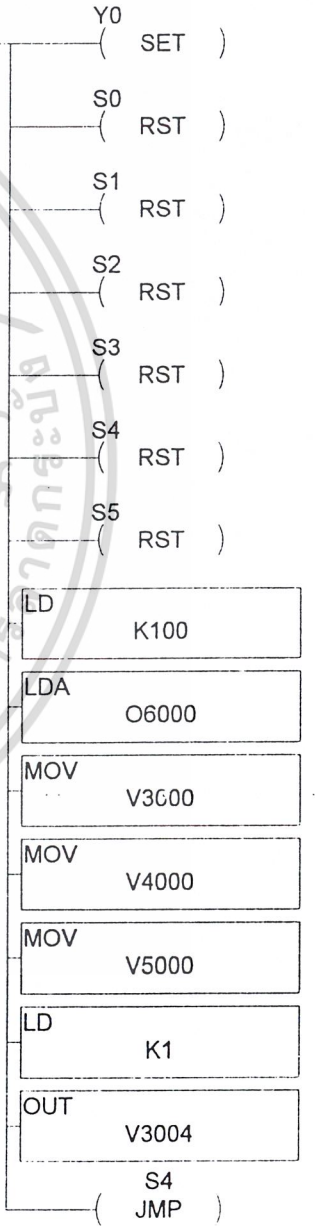 Y0
( SET )
S0
( RST )
S1
( RST )
S2
( RST )
S3
( RST )
S4
( RST )
S5
( RST )
LD
K100
LDA
O6000
MOV
V3000
MOV
V4000
MOV
V5000
LD
K1
OUT
V3004
S4
( JMP )